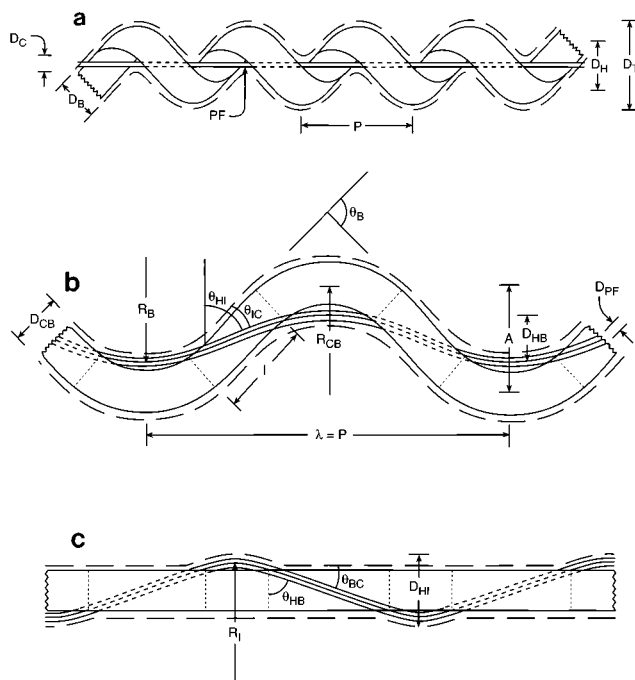 a
D_C
D_B
PF
P
D_H
D_T
b
θ_B
D_CB
R_B
θ_HI
θ_IC
l
R_CB
A
D_HB
D_PF
λ = P
c
θ_HB
θ_BC
D_HI
R_I